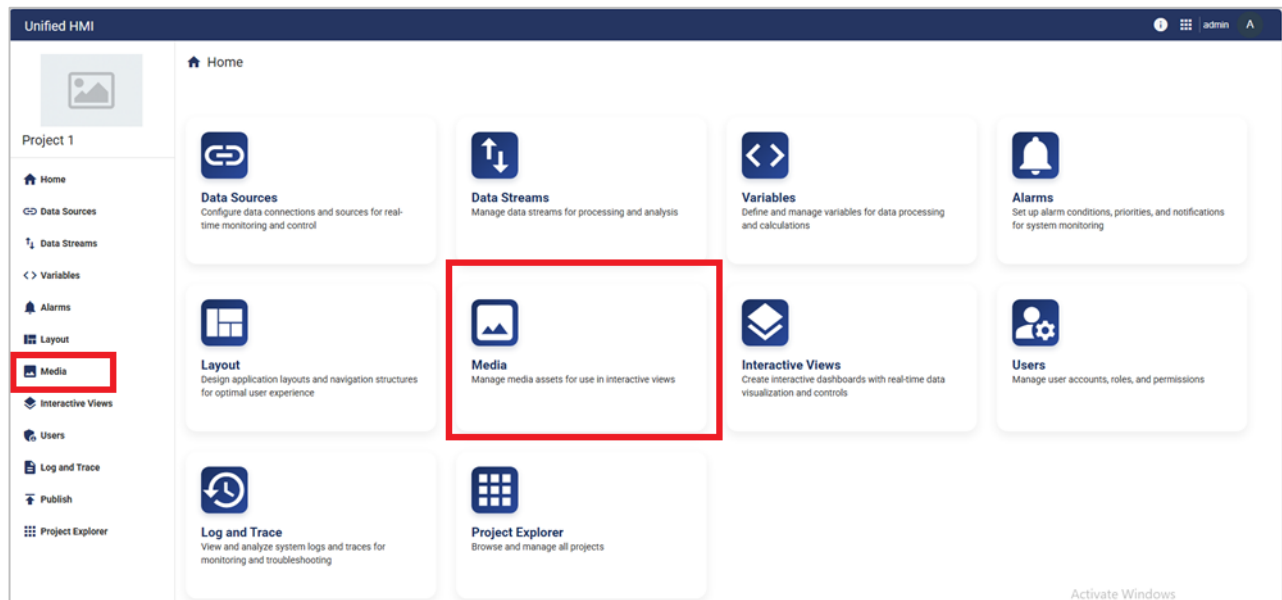 Unified HMI
admin
A
Project 1
Home
Data Sources
Data Streams
Variables
Alarms
Layout
Media
Interactive Views
Users
Log and Trace
Publish
Project Explorer
Home
Data Sources
Configure data connections and sources for real-
time monitoring and control
Data Streams
Manage data streams for processing and analysis
Variables
Define and manage variables for data processing
and calculations
Alarms
Set up alarm conditions, priorities, and notifications
for system monitoring
Layout
Design application layouts and navigation structures
for optimal user experience
Media
Manage media assets for use in interactive views
Interactive Views
Create interactive dashboards with real-time data
visualization and controls
Users
Manage user accounts, roles, and permissions
Log and Trace
View and analyze system logs and traces for
monitoring and troubleshooting
Project Explorer
Browse and manage all projects
Activate Windows